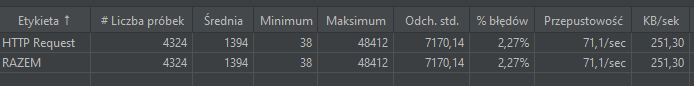 Etykieta ↑ # Liczba próbek Średnia Minimum Maksimum Odch. std. % błędów Przepustowość KB/sek
HTTP Request 4324 1394 38 48412 7170,14 2,27% 71,1/sec 251,30
RAZEM 4324 1394 38 48412 7170,14 2,27% 71,1/sec 251,30